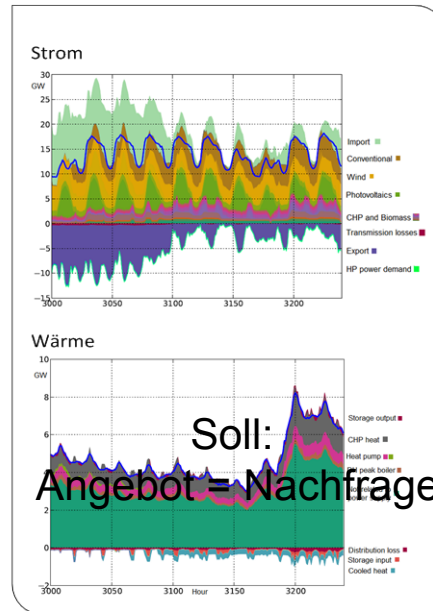 Strom
30
GW
25
20
15
10
5
0
−5
−10
−15
3000 3050 3100 3150 3200
Import
Conventional
Wind
Photovoltaics
CHP and Biomass
Transmission losses
Export
HP power demand
Wärme
10
GW
8
6
4
2
0
−2
3000 3050 3100 3150 3200
Hour
Storage output
CHP heat
Heat pump
peak boiler
Distribution loss
Storage input
Cooled heat
Soll:
Angebot = Nachfrage